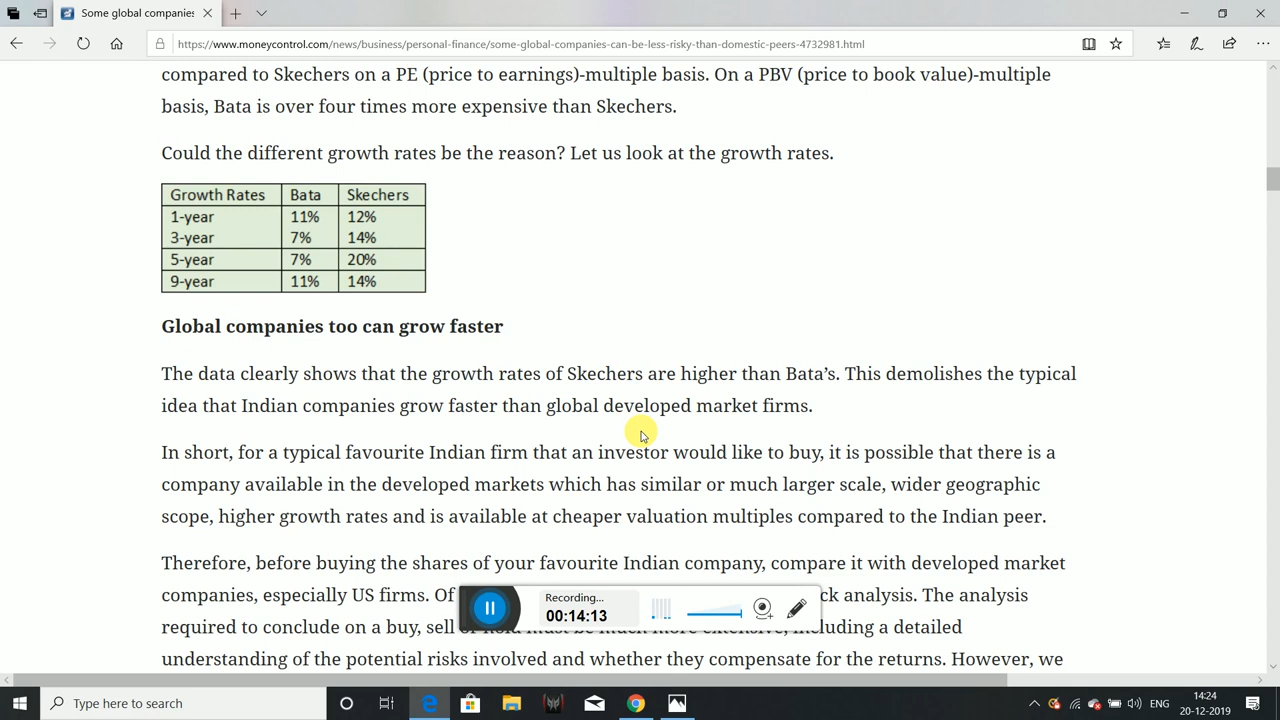 Some global companies
https://www.moneycontrol.com/news/business/personal-finance/some-global-companies-can-be-less-risky-than-domestic-peers-4732981.html
compared to Skechers on a PE (price to earnings)-multiple basis. On a PBV (price to book value)-multiple
basis, Bata is over four times more expensive than Skechers.
Could the different growth rates be the reason? Let us look at the growth rates.
Growth Rates Bata Skechers
1-year 11% 12%
3-year 7% 14%
5-year 7% 20%
9-year 11% 14%
Global companies too can grow faster
The data clearly shows that the growth rates of Skechers are higher than Bata's. This demolishes the typical
idea that Indian companies grow faster than global developed market firms.
In short, for a typical favourite Indian firm that an investor would like to buy, it is possible that there is a
company available in the developed markets which has similar or much larger scale, wider geographic
scope, higher growth rates and is available at cheaper valuation multiples compared to the Indian peer.
Therefore, before buying the shares of your favourite Indian company, compare it with developed market
companies, especially US firms. Of ck analysis. The analysis
Recording...
00:14:13
required to conclude on a buy, sell or hold must be much more extensive, including a detailed
understanding of the potential risks involved and whether they compensate for the returns. However, we
Type here to search
ENG
14:24
20-12-2019